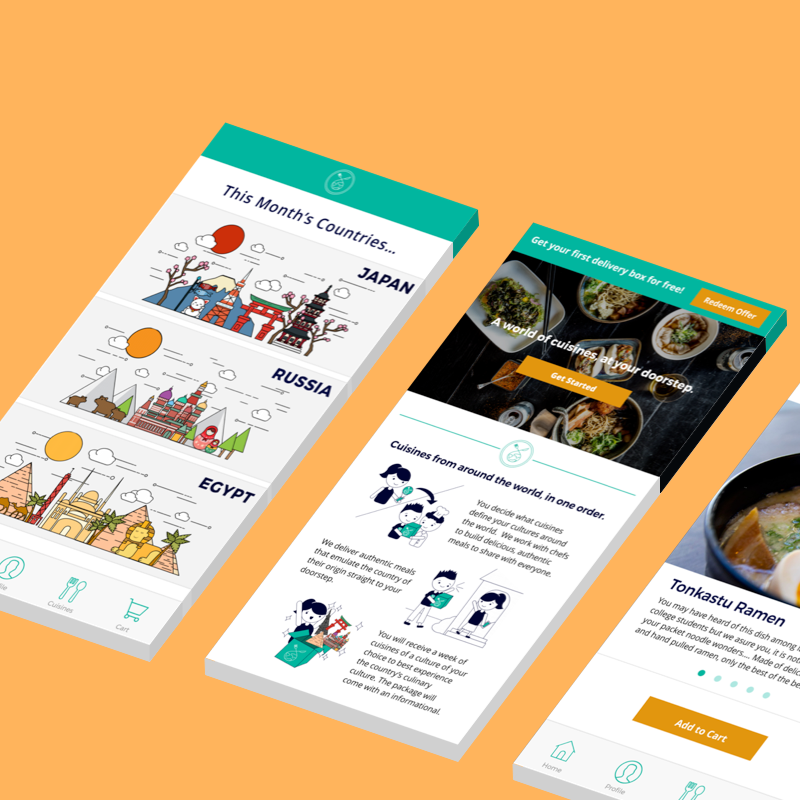 This Month's Countries...
JAPAN
RUSSIA
EGYPT
Cuisines
Cart
Get your first delivery box for free!
Redeem Offer
A world of cuisines, at your doorstep.
Get Started
Cuisines from around the world, in one order.
You decide what cuisines
define your cultures around
the world. We work with chefs
to build delicious, authentic
meals to share with everyone.
We deliver authentic meals
that emulate the country of
their origin straight to your
doorstep.
You will receive a week of
cuisines of a culture of your
choice to best experience
the country's culinary
culture. The package will
come with an informational.
Tonkastu Ramen
You may have heard of this dish among
college students but we asure you, it is not
your packet noodle wonders.... Made of
and hand pulled ramen, only the best of the
Add to Cart
Home
Profile